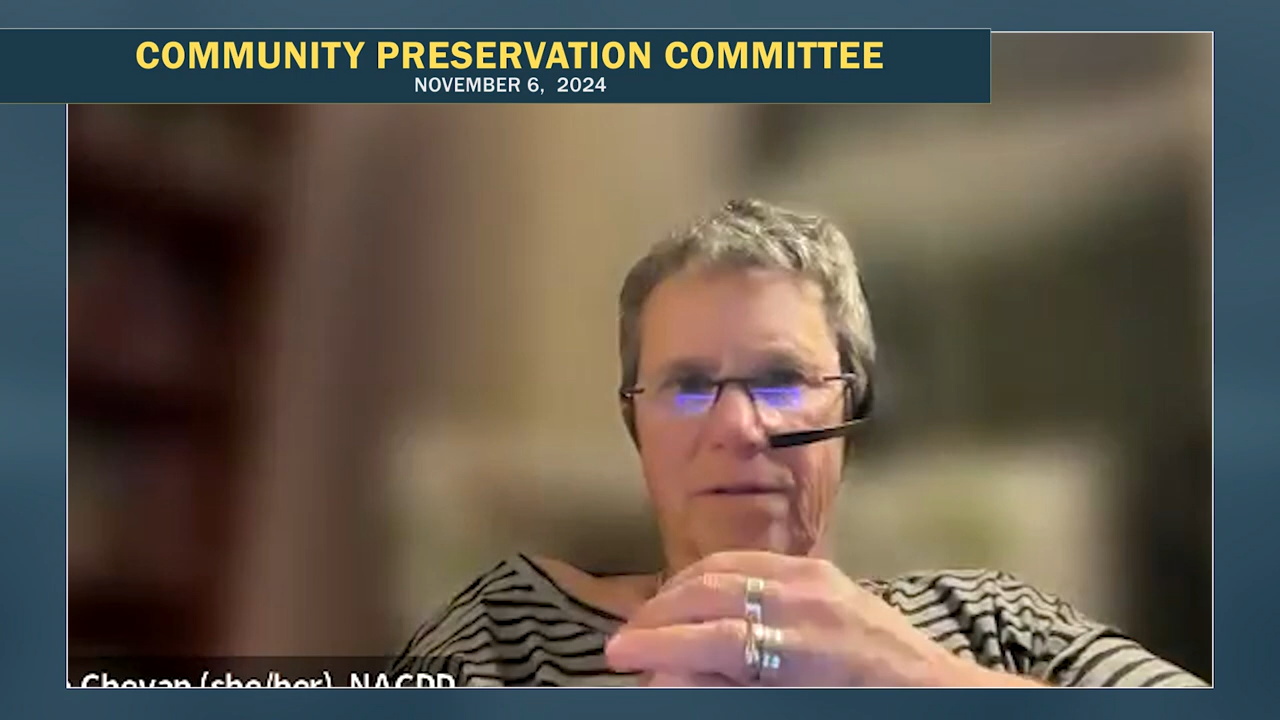 COMMUNITY PRESERVATION COMMITTEE
NOVEMBER 6, 2024
Chevan (she/her), NACDD